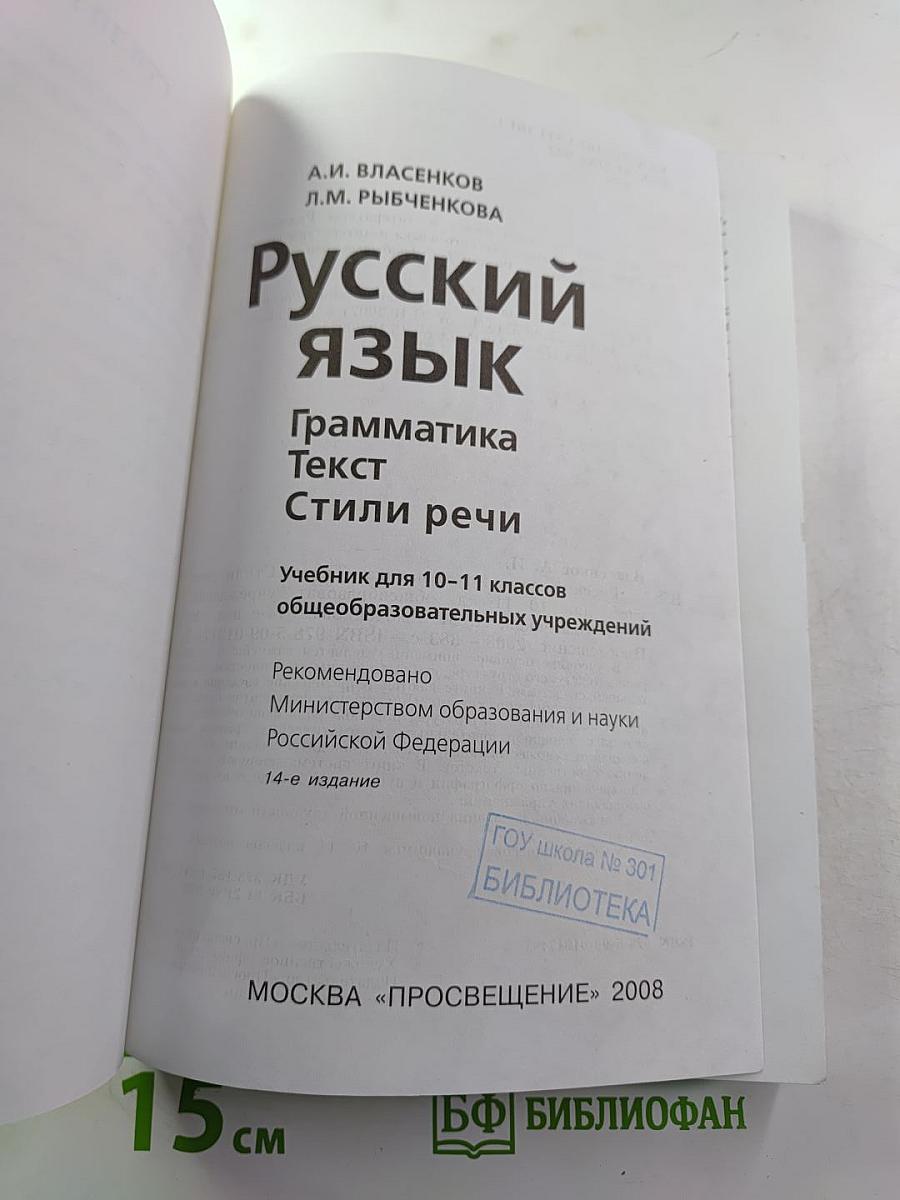 А.И. ВЛАСЕНКОВ
Л.М. РЫБЧЕНКОВА
Русский
язык
Грамматика
Текст
Стили речи
Учебник для 10–11 классов
общеобразовательных учреждений
Рекомендовано
Министерством образования и науки
Российской Федерации
14-е издание
ГОУ школа № 301
БИБЛИОТЕКА
МОСКВА «ПРОСВЕЩЕНИЕ» 2008
15 см
БФ БИБЛИОФАН